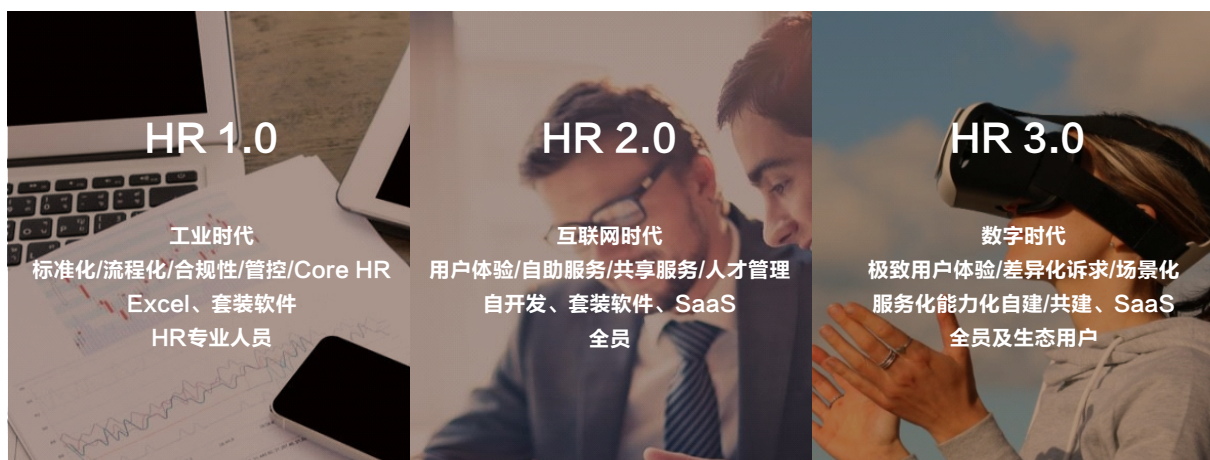 HR 1.0
工业时代
标准化/流程化/合规性/管控/Core HR
Excel、套装软件
HR专业人员
HR 2.0
互联网时代
用户体验/自助服务/共享服务/人才管理
自开发、套装软件、SaaS
全员
HR 3.0
数字时代
极致用户体验/差异化诉求/场景化
服务化能力化自建/共建、SaaS
全员及生态用户